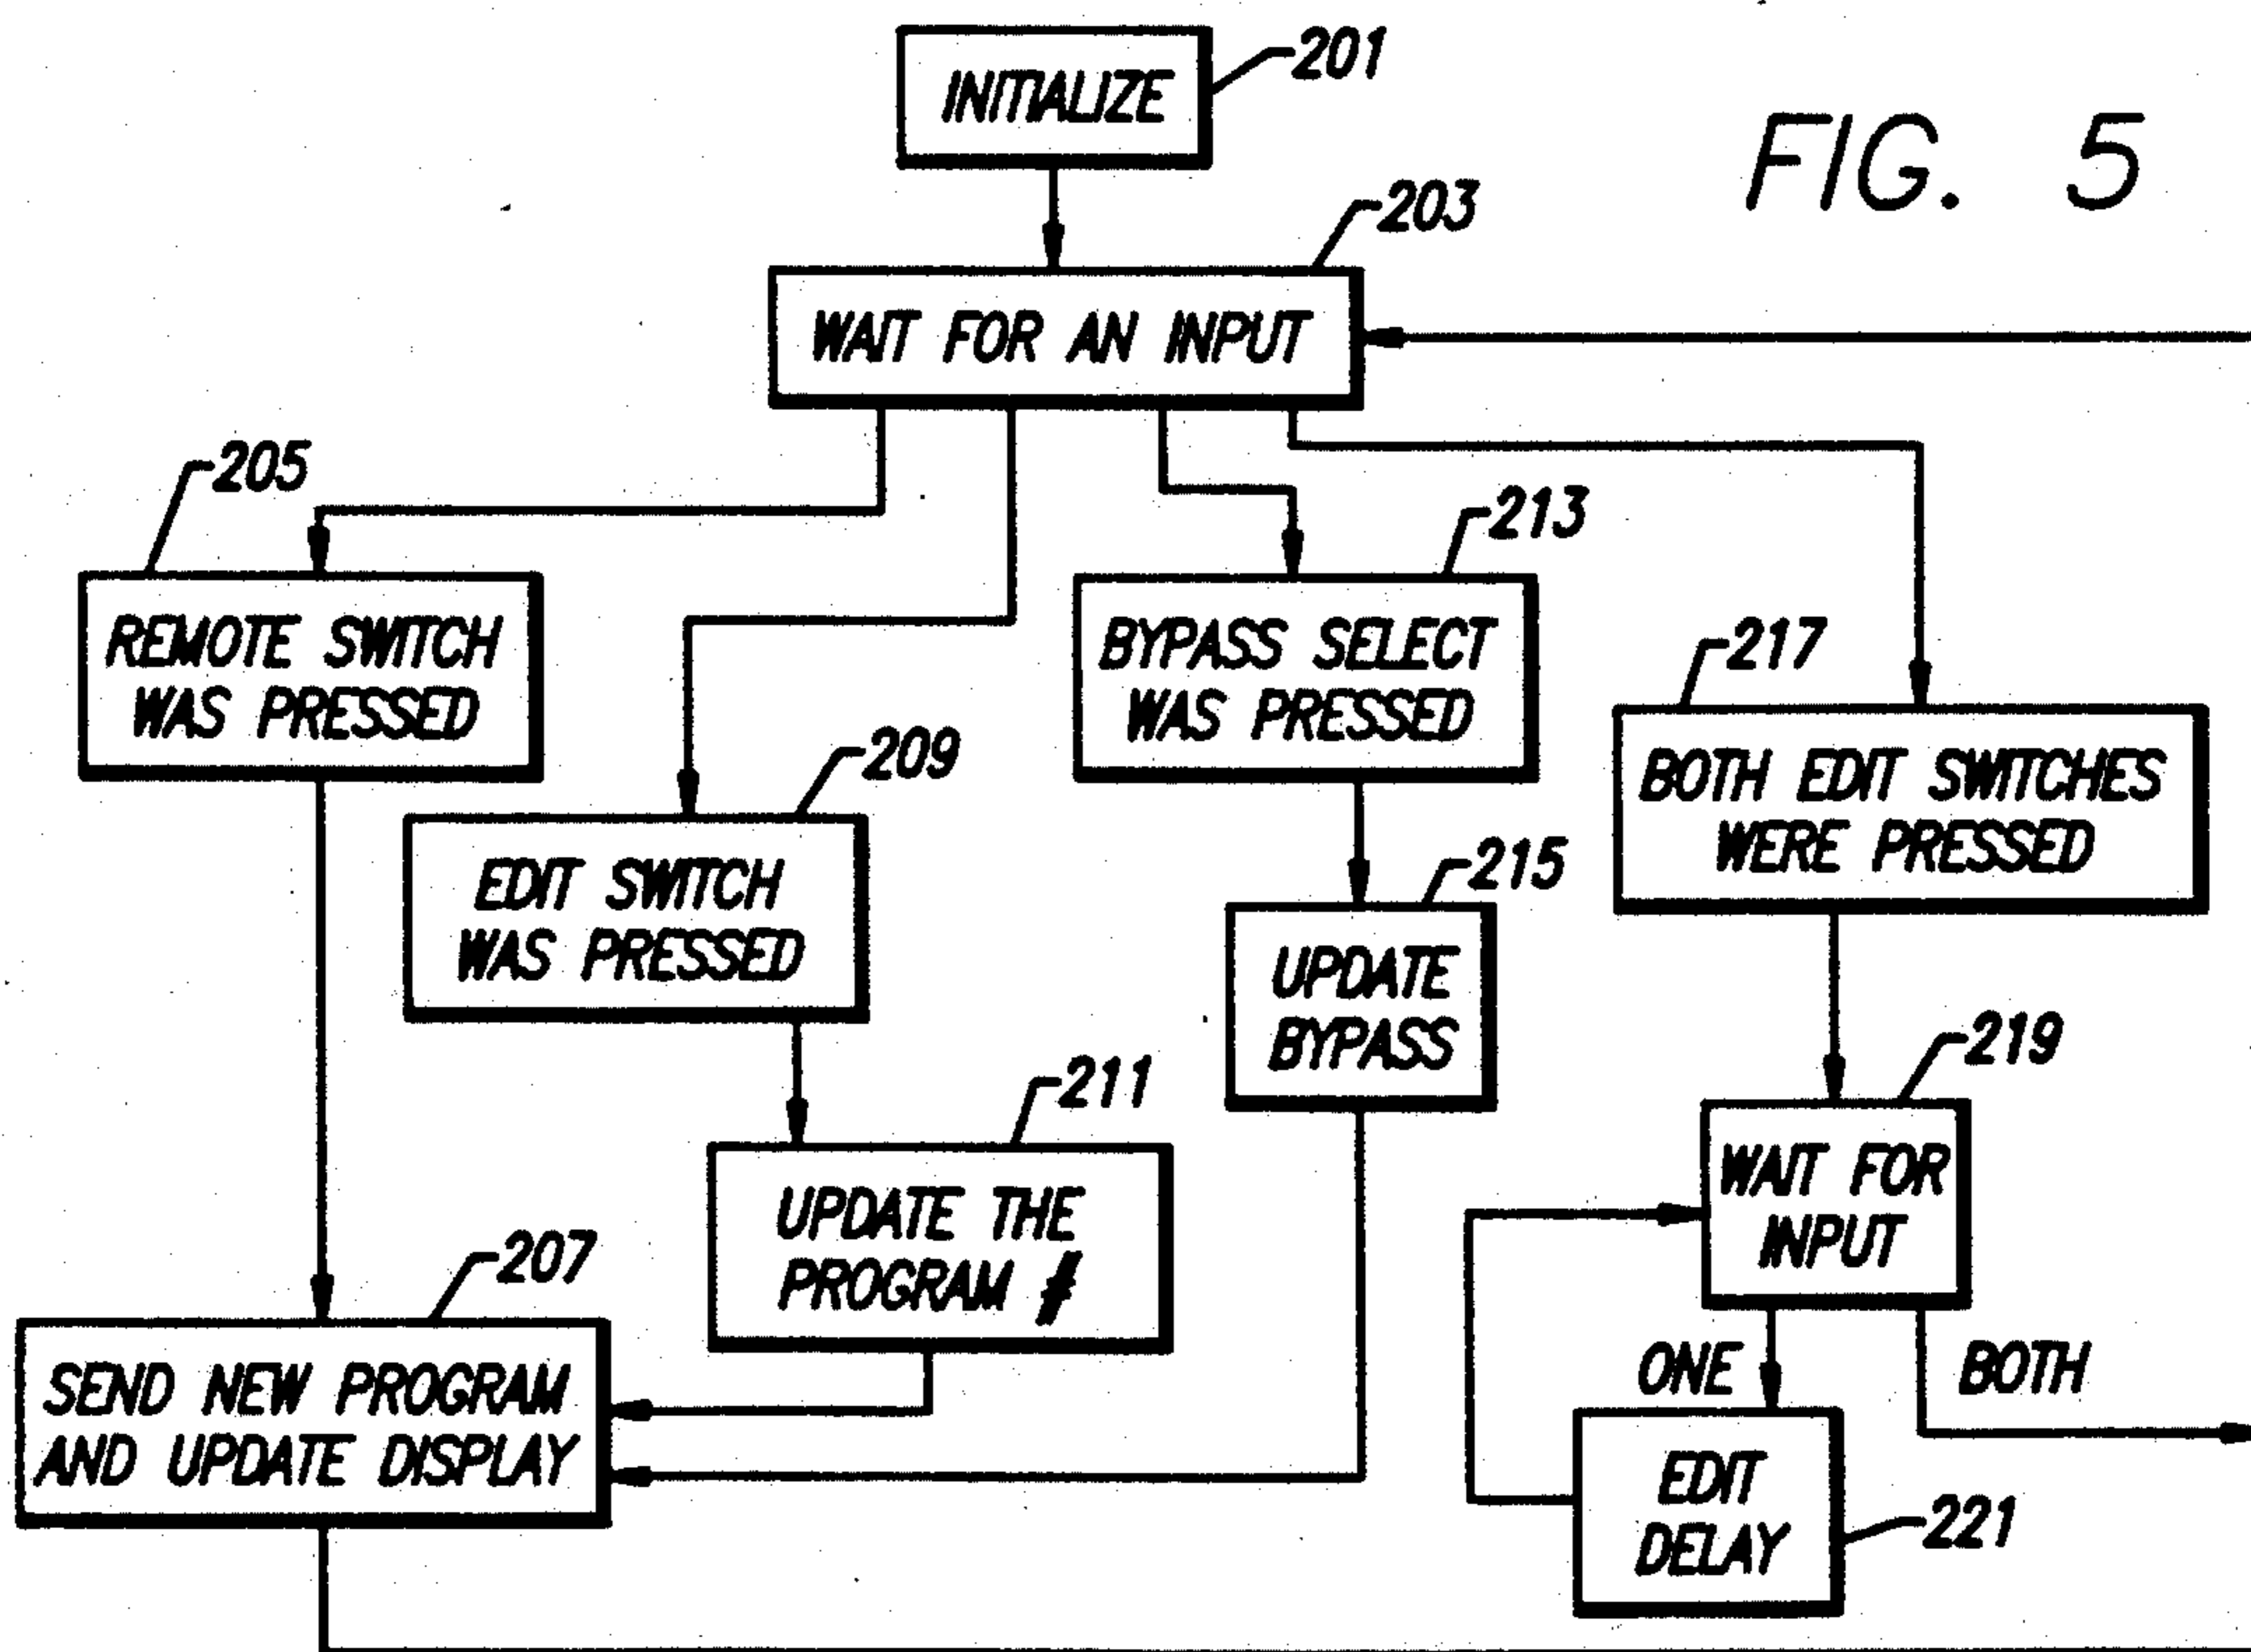 INITIALIZE
201
FIG. 5
WAIT FOR AN INPUT
203
205
REMOTE SWITCH
WAS PRESSED
213
BYPASS SELECT
WAS PRESSED
217
BOTH EDIT SWITCHES
WERE PRESSED
209
EDIT SWITCH
WAS PRESSED
215
UPDATE
BYPASS
211
UPDATE THE
PROGRAM #
219
WAIT FOR
INPUT
207
SEND NEW PROGRAM
AND UPDATE DISPLAY
ONE
BOTH
EDIT
DELAY
221